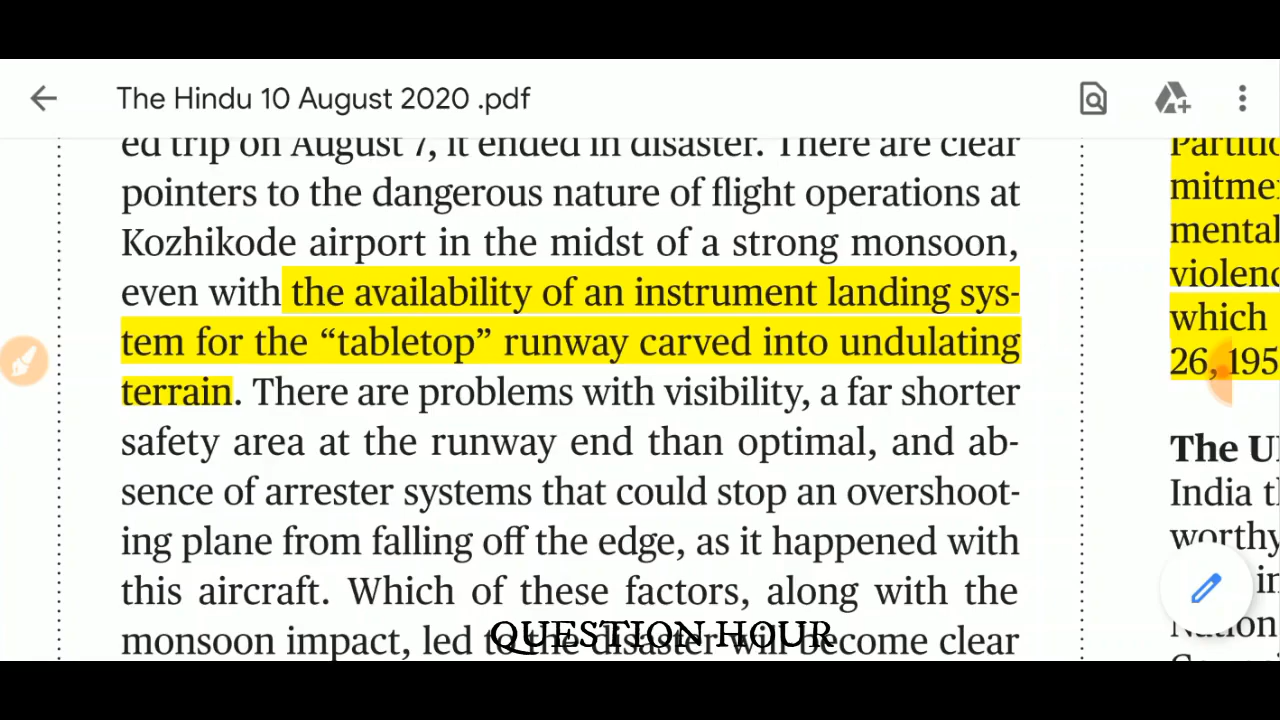 The Hindu 10 August 2020 .pdf
ed trip on August 7, it ended in disaster. There are clear
pointers to the dangerous nature of flight operations at
Kozhikode airport in the midst of a strong monsoon,
even with the availability of an instrument landing sys-
tem for the “tabletop” runway carved into undulating
terrain. There are problems with visibility, a far shorter
safety area at the runway end than optimal, and ab-
sence of arrester systems that could stop an overshoot-
ing plane from falling off the edge, as it happened with
this aircraft. Which of these factors, along with the
monsoon impact, led to the disaster will become clear
QUESTION HOUR
Partitio
mitme
mental
violen
which
26, 195
The U
India t
worthy
in
Nation